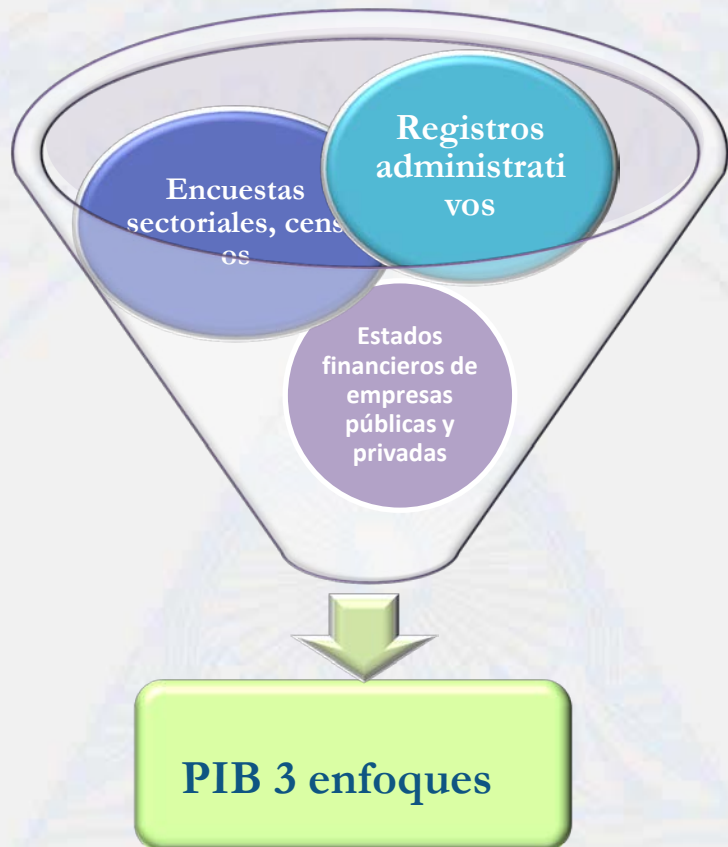 Registros
administrati
vos
Encuestas
sectoriales, cens
os
Estados
financieros de
empresas
públicas y
privadas
PIB 3 enfoques